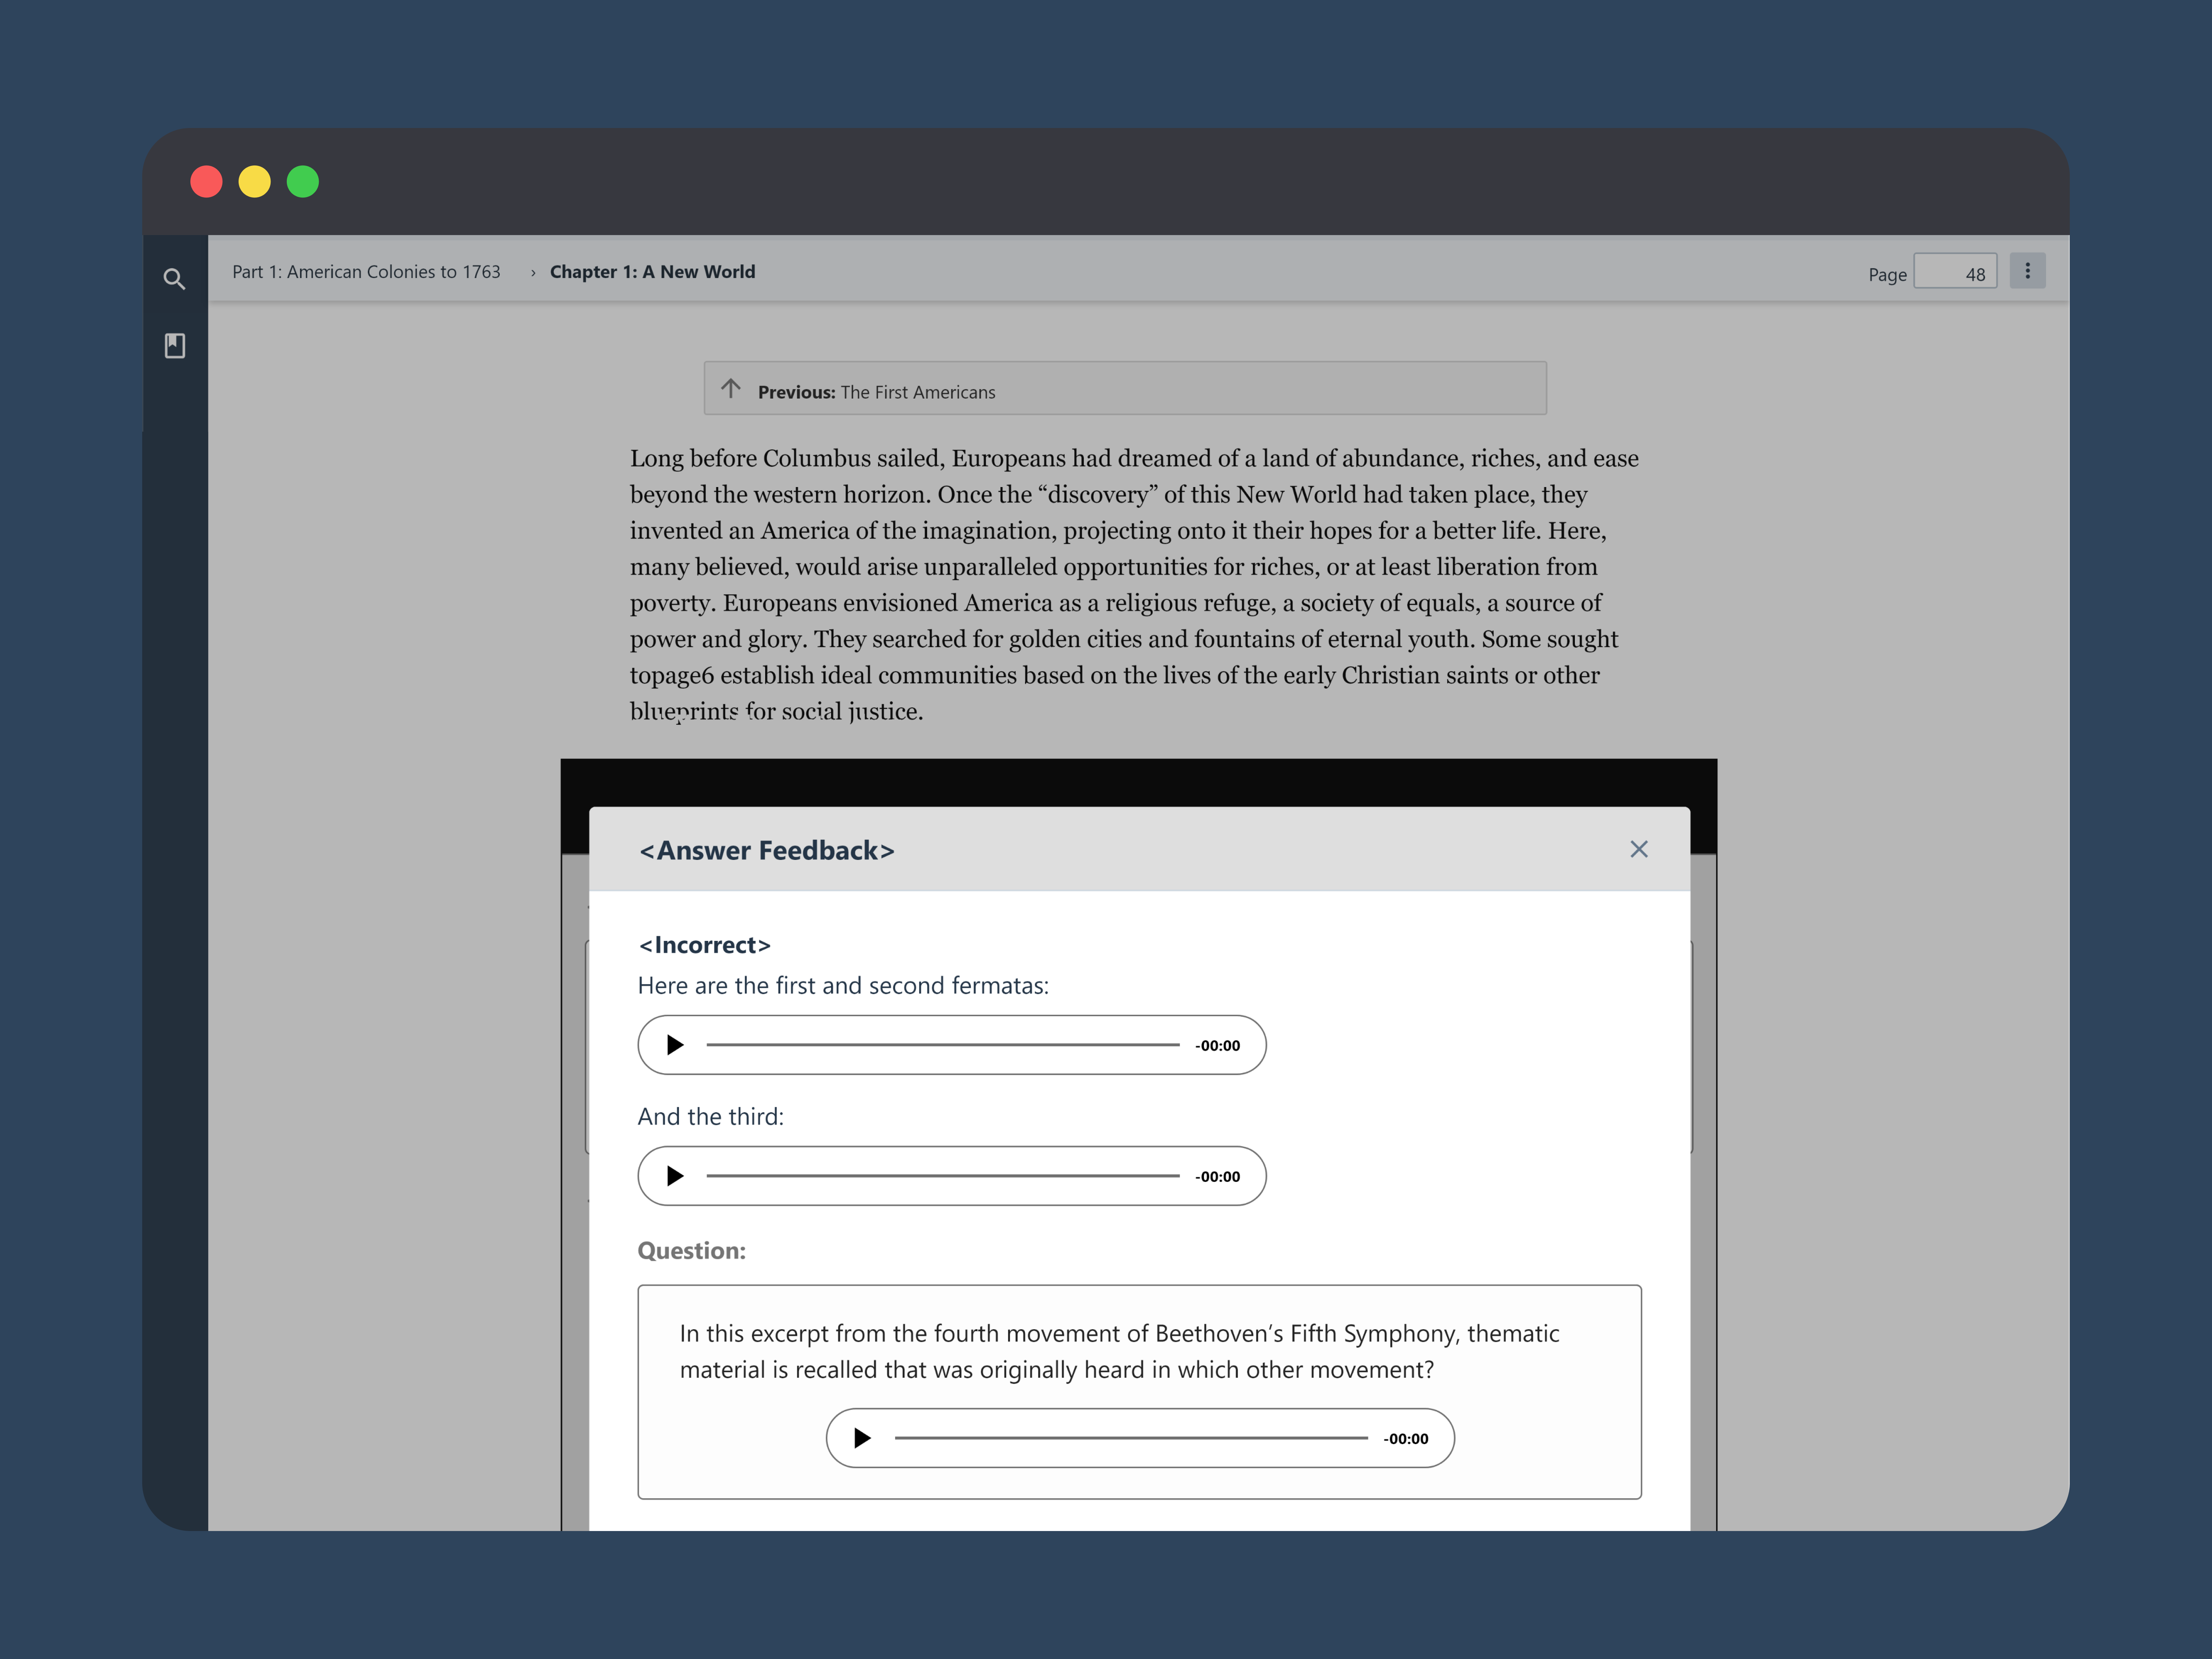 Part 1: American Colonies to 1763 › Chapter 1: A New World
Page 48
Previous: The First Americans
Long before Columbus sailed, Europeans had dreamed of a land of abundance, riches, and ease
beyond the western horizon. Once the “discovery” of this New World had taken place, they
invented an America of the imagination, projecting onto it their hopes for a better life. Here,
many believed, would arise unparalleled opportunities for riches, or at least liberation from
poverty. Europeans envisioned America as a religious refuge, a society of equals, a source of
power and glory. They searched for golden cities and fountains of eternal youth. Some sought
topage6 establish ideal communities based on the lives of the early Christian saints or other
blueprints for social justice.
<Answer Feedback>
<Incorrect>
Here are the first and second fermatas:
-00:00
And the third:
-00:00
Question:
In this excerpt from the fourth movement of Beethoven’s Fifth Symphony, thematic
material is recalled that was originally heard in which other movement?
-00:00